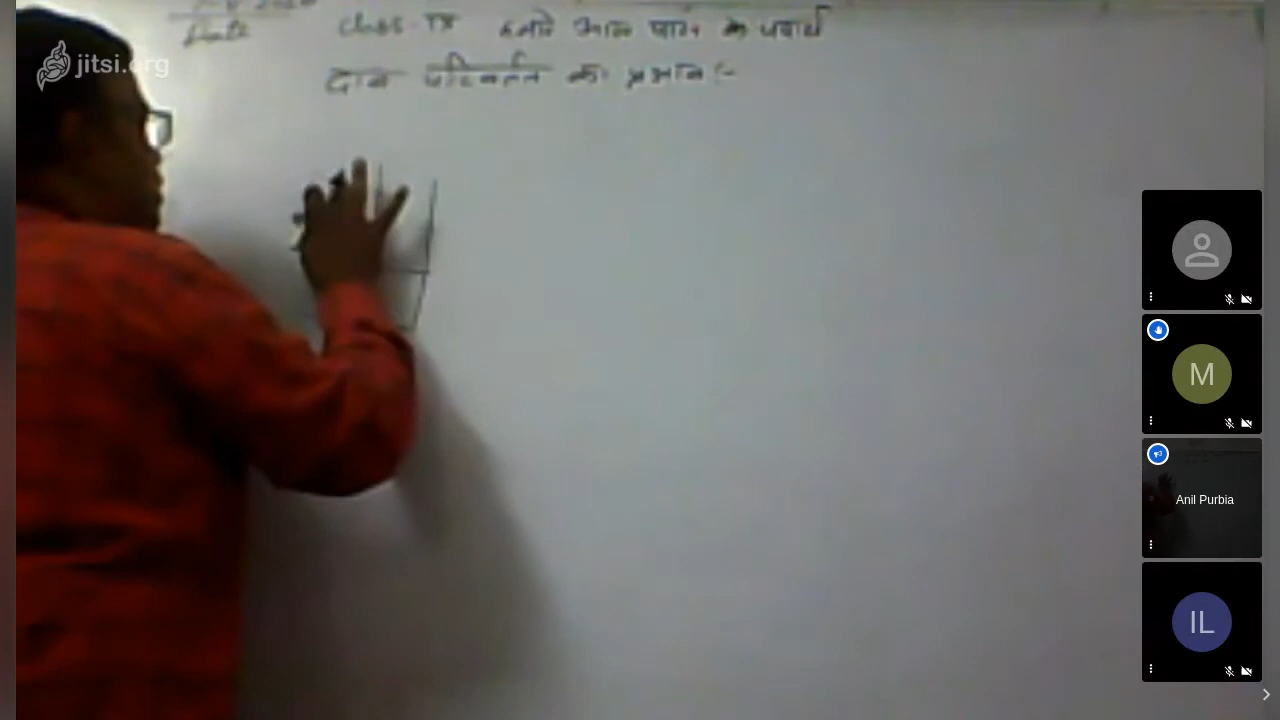 jitsi.org
Class - IX हमारे आस पास के पदार्थ
दाब परिवर्तन का प्रभाव :-
M
Anil Purbia
IL